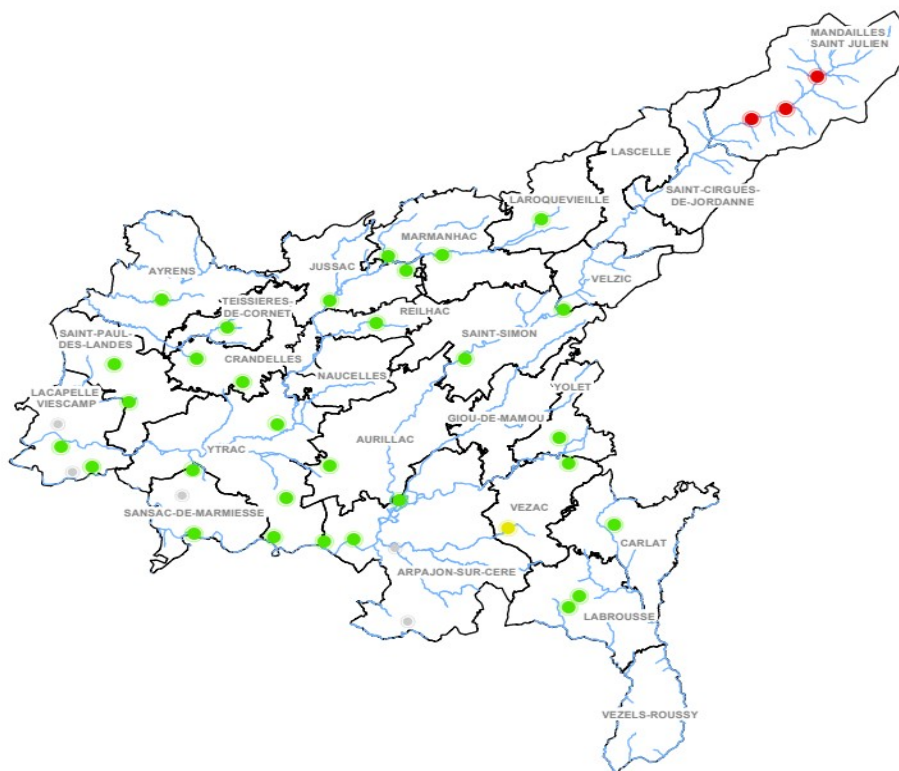 MANDAILLES
SAINT JULIEN
LASCELLE
LAROQUEVIEILLE
SAINT-CIRGUES-
DE-JORDANNE
MARMANHAC
JUSSAC
AYRENS
VELZIC
TEISSIERES-
DE-CORNET
REILHAC
SAINT-SIMON
SAINT-PAUL-
DES-LANDES
CRANDELLES
NAUCELLES
YOLET
LACAPELLE
VIESCAMP
GIOU-DE-MAMOU
AURILLAC
YTRAC
VEZAC
SANSAC-DE-MARMIESSE
CARLAT
ARPAJON-SUR-CERE
LABROUSSE
VEZELS-ROUSSY